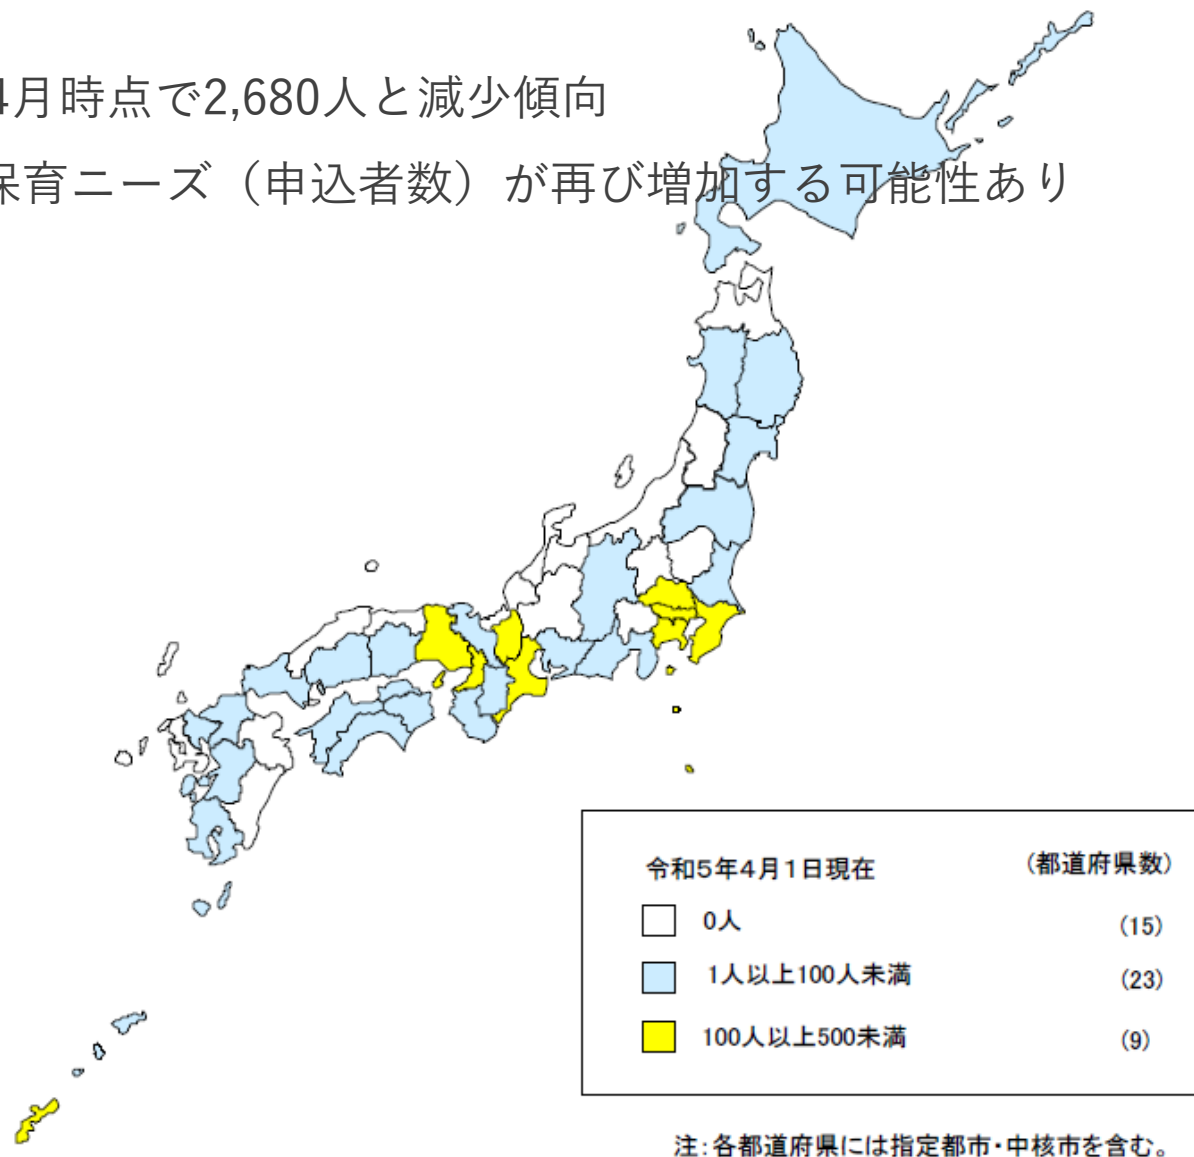 4月時点で2,680人と減少傾向
保育ニーズ（申込者数）が再び増加する可能性あり
令和5年4月1日現在 (都道府県数)
0人 (15)
1人以上100人未満 (23)
100人以上500未満 (9)
注:各都道府県には指定都市・中核市を含む。